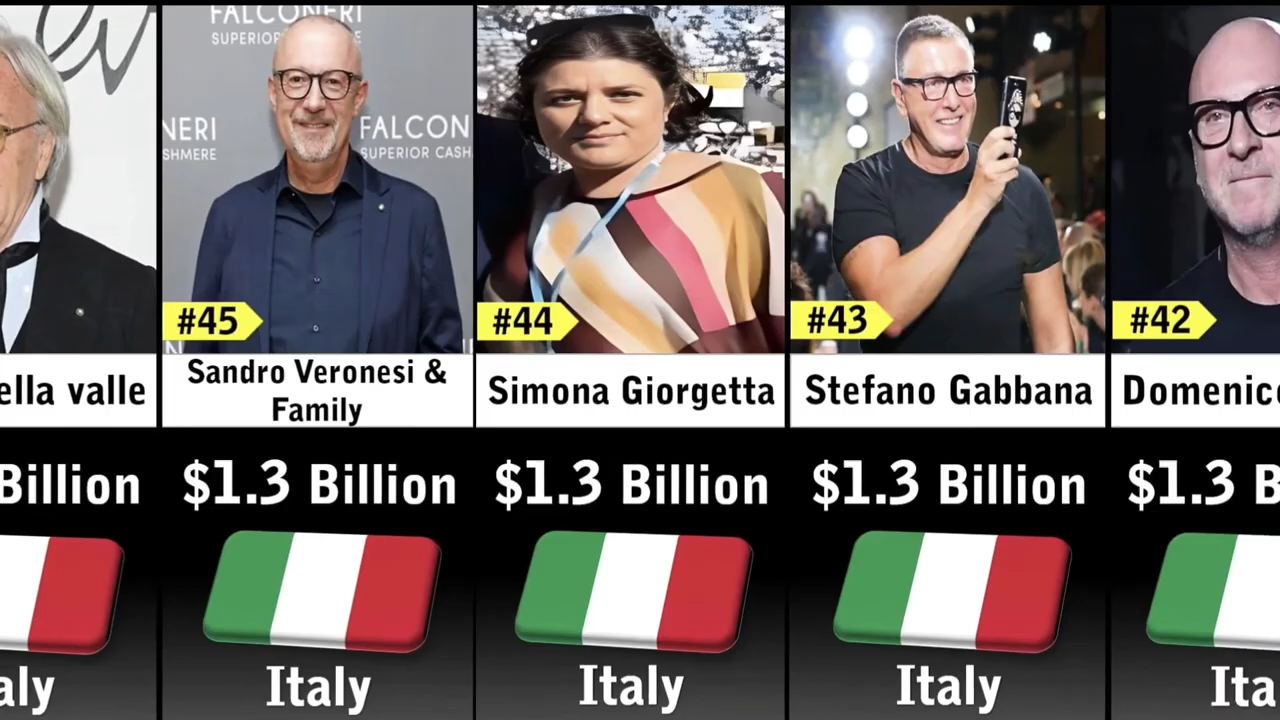 FALCONERI
SUPERIOR
NERI
SHMERE
FALCON
SUPERIOR CASH
#45
#44
#43
#42
ella valle
Sandro Veronesi &
Family
Simona Giorgetta
Stefano Gabbana
Domenico
Billion
$1.3 Billion
$1.3 Billion
$1.3 Billion
$1.3 B
aly
Italy
Italy
Italy
Ita